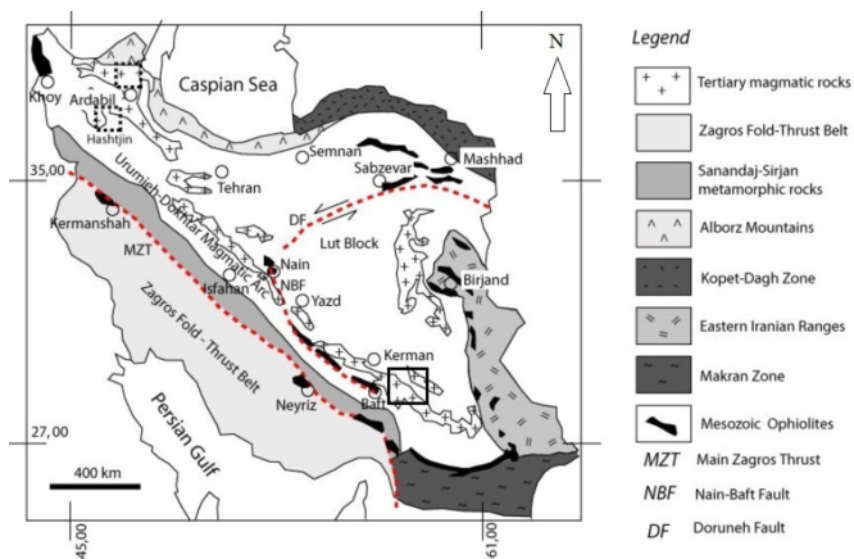 N
Caspian Sea
Khoy
Ardabil
Hashtjin
Semnan
Mashhad
Sabzevar
35,00
Tehran
Urumieh-Dokhtar Magmatic Arc
Kermanshah
DF
Lut Block
MZT
Nain
NBF
Birjand
Isfahan
Yazd
Zagros Fold - Thrust Belt
Kerman
Neyriz
Baft
27,00
Persian Gulf
400 km
45,00
61,00
Legend
Tertiary magmatic rocks
Zagros Fold-Thrust Belt
Sanandaj-Sirjan
metamorphic rocks
Alborz Mountains
Kopet-Dagh Zone
Eastern Iranian Ranges
Makran Zone
Mesozoic Ophiolites
MZT Main Zagros Thrust
NBF Nain-Baft Fault
DF Doruneh Fault